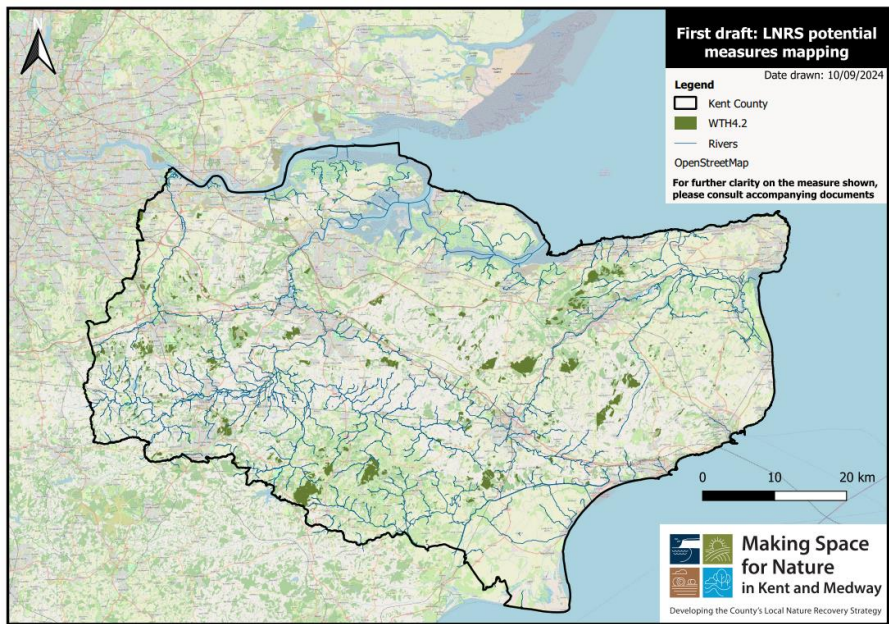 N
First draft: LNRS potential
measures mapping
Date drawn: 10/09/2024
Legend
Kent County
WTH4.2
Rivers
OpenStreetMap
For further clarity on the measure shown,
please consult accompanying documents
0 10 20 km
Making Space
for Nature
in Kent and Medway
Developing the County's Local Nature Recovery Strategy